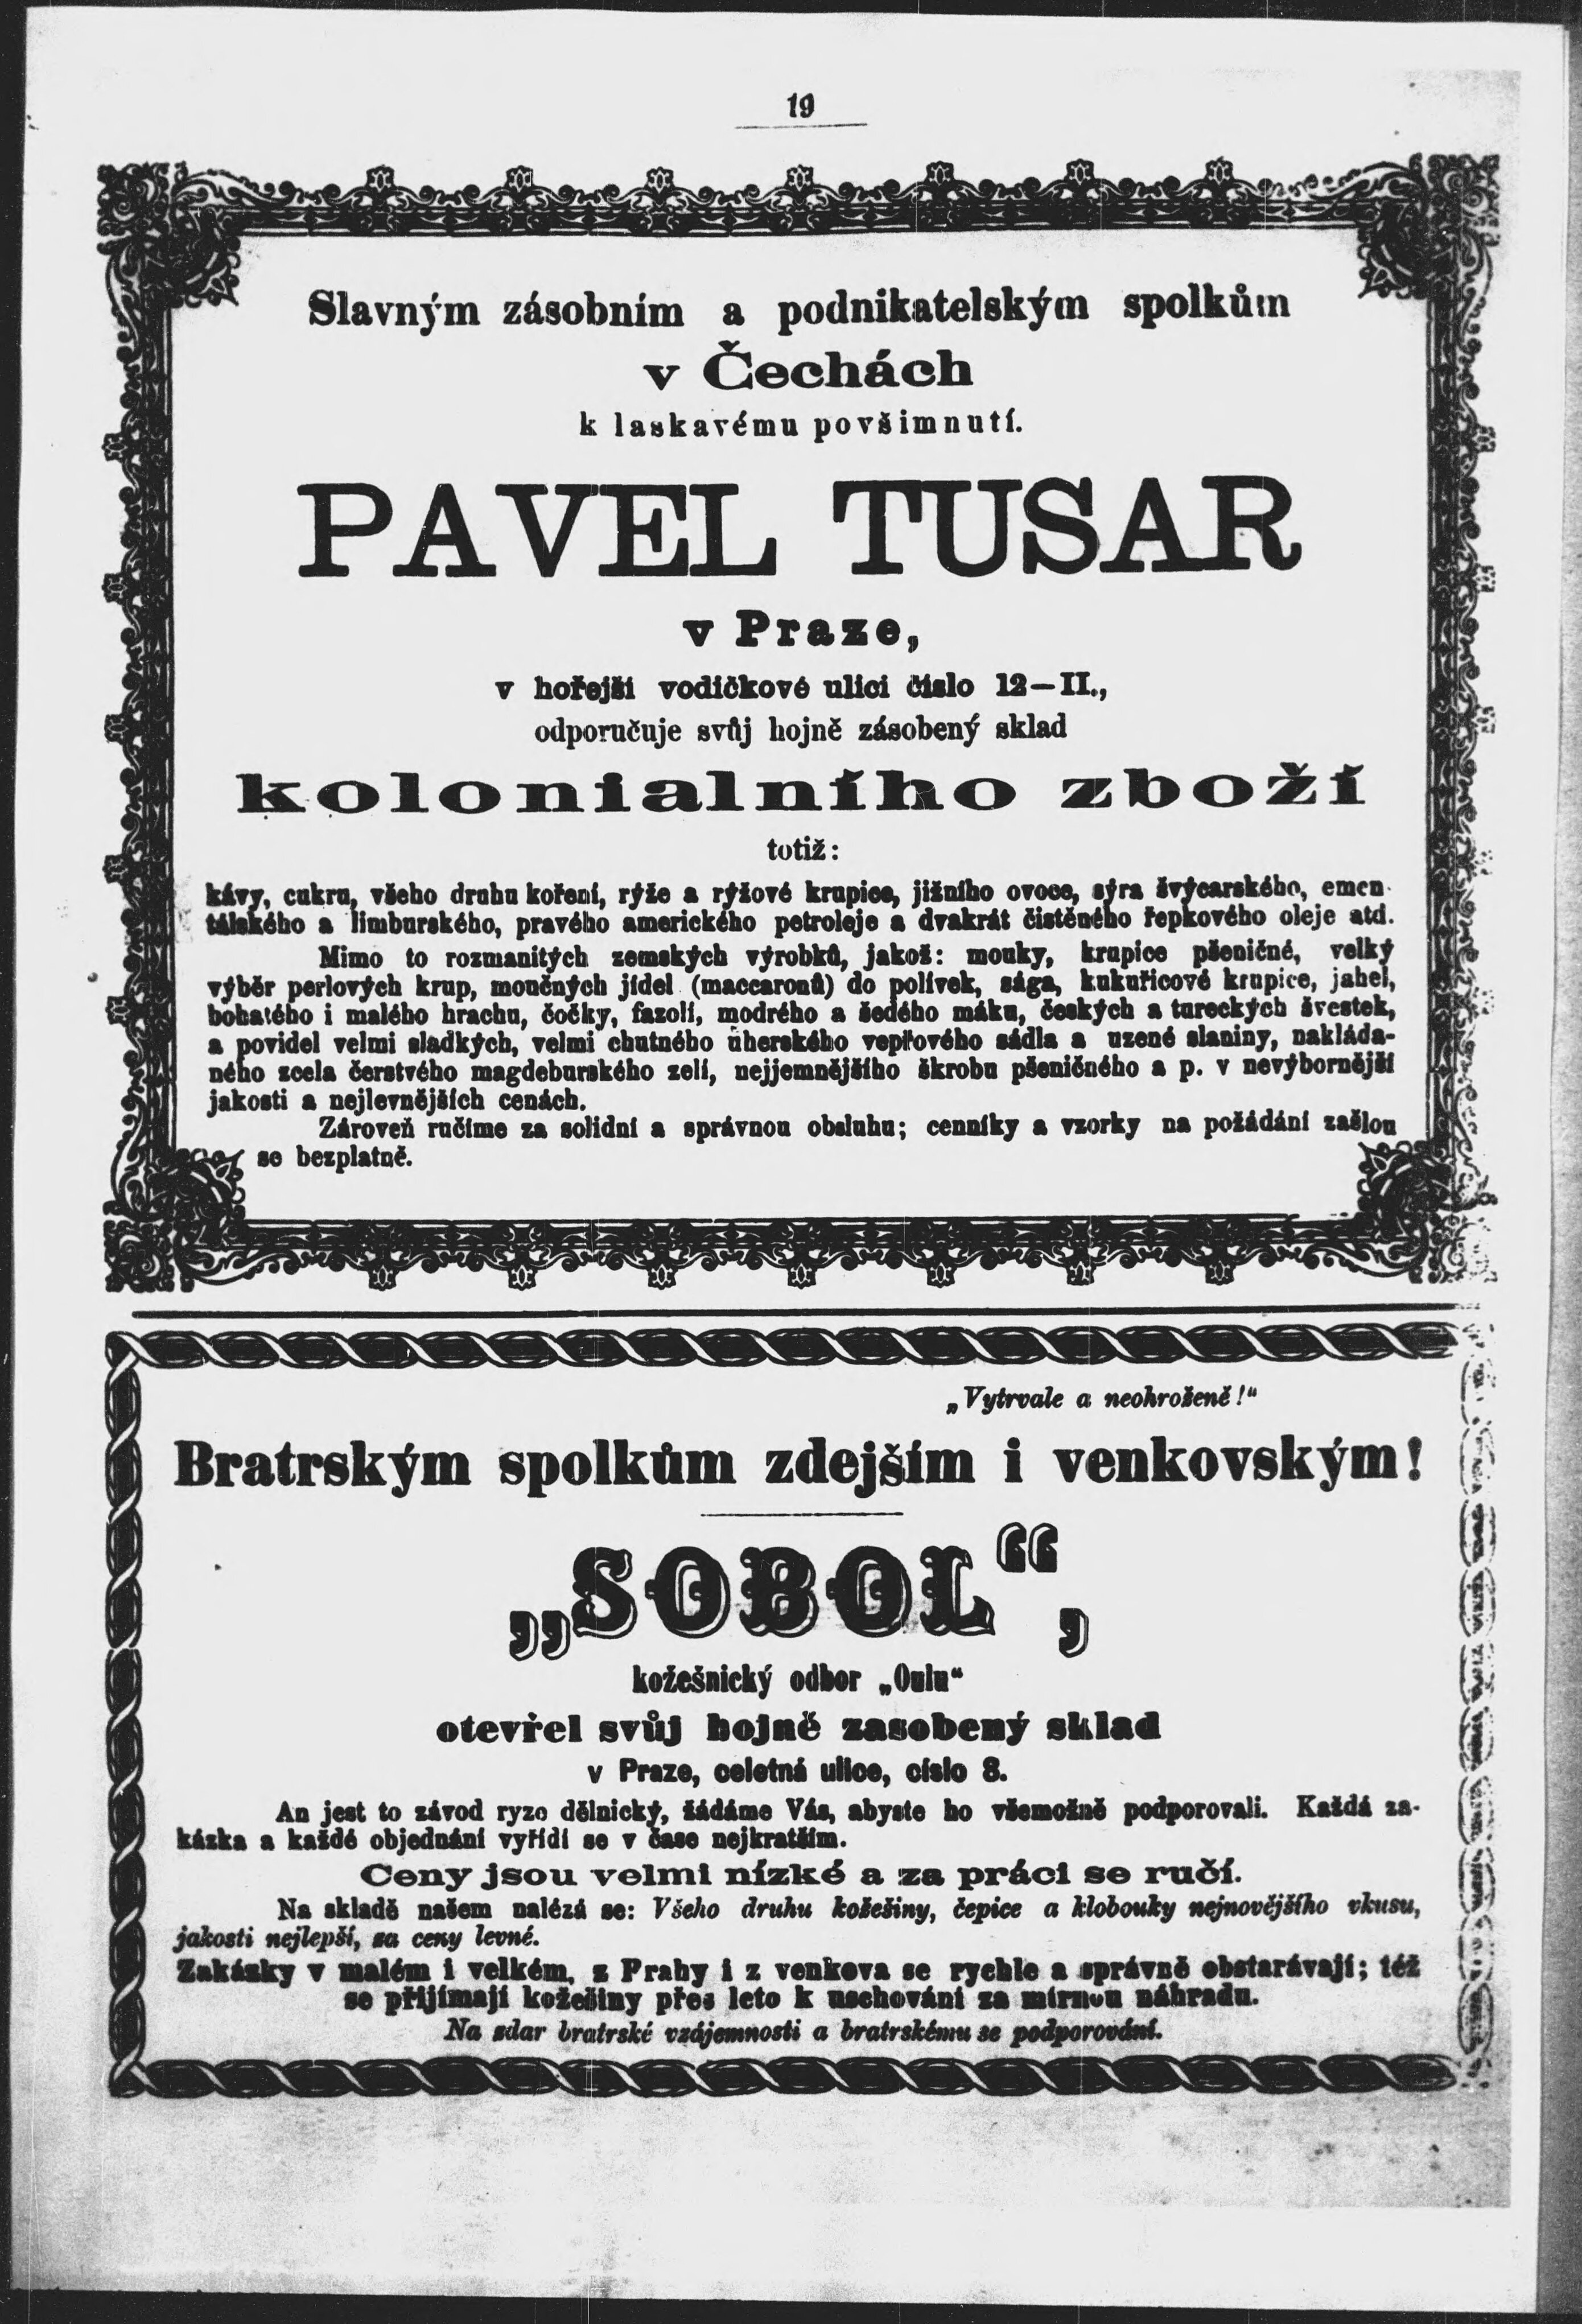 19
Slavným zásobním a podnikatelským spolkům
v Čechách
k laskavému povšimnutí.
PAVEL TUSAR
v Praze,
v hořejší vodičkové ulici číslo 12—II.,
odporučuje svůj hojně zásobený sklad
kolonialního zboží
totiž:
kávy, cukru, všeho druhu koření, rýže a rýžové krupice, jižního ovoce, sýra švýcarského, emen-
tálského a limburského, pravého amerického petroleje a dvakrát čistěného řepkového oleje atd.
Mimo to rozmanitých zemských výrobků, jakož: mouky, krupice pšeničné, velký
výběr perlových krup, moučných jídel (maccaronů) do polívek, sága, kukuřicové krupice, jahel,
bohatého i malého hrachu, čočky, fazolí, modrého a šedého máku, českých a tureckých švestek,
a povidel velmi sladkých, velmi chutného uherského vepřového sádla a uzené slaniny, nakláda-
ného zcela čerstvého magdeburského zelí, nejjemnějšího škrobu pšeničného a p. v nevýbornější
jakosti a nejlevnějších cenách.
Zároveň ručíme za solidní a správnou obsluhu; cenníky a vzorky na požádání zašlou
se bezplatně.
„Vytrvale a neohroženě!“
Bratrským spolkům zdejším i venkovským!
„SOBOL“,
kožešnický odbor „Oulu“
otevřel svůj hojně zasobený sklad
v Praze, celetná ulice, číslo 8.
An jest to závod ryze dělnický, žádáme Vás, abyste ho všemožně podporovali. Každá za-
kázka a každé objednání vyřídí se v čase nejkratším.
Ceny jsou velmi nízké a za práci se ručí.
Na skladě našem nalézá se: Všeho druhu kožešiny, čepice a klobouky nejnovějšího vkusu,
jakosti nejlepší, za ceny levné.
Zakázky v malém i velkém, z Prahy i z venkova se rychle a správně obstarávají; též
se přijímají kožešiny přes leto k uschování za mírnou náhradu.
Na zdar bratrské vzájemnosti a bratrskému se podporování.